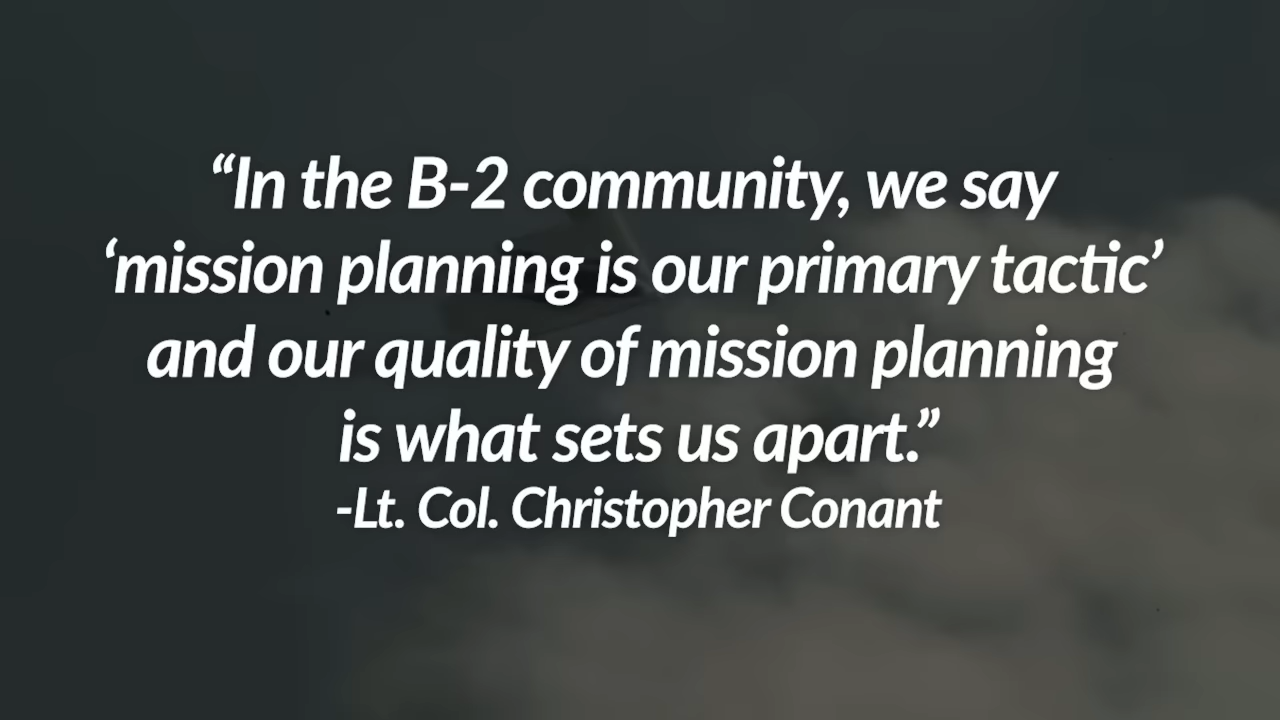 “In the B-2 community, we say
‘mission planning is our primary tactic’
and our quality of mission planning
is what sets us apart.”
-Lt. Col. Christopher Conant